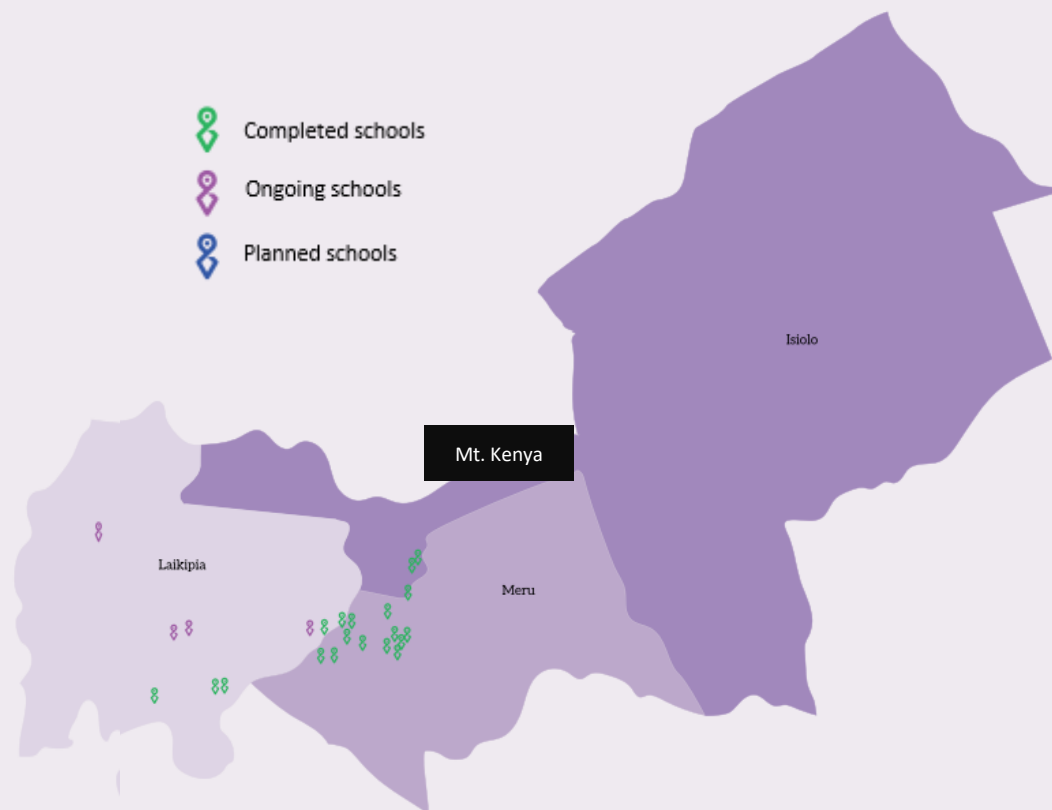 Completed schools
Ongoing schools
Planned schools
Isiolo
Mt. Kenya
Laikipia
Meru